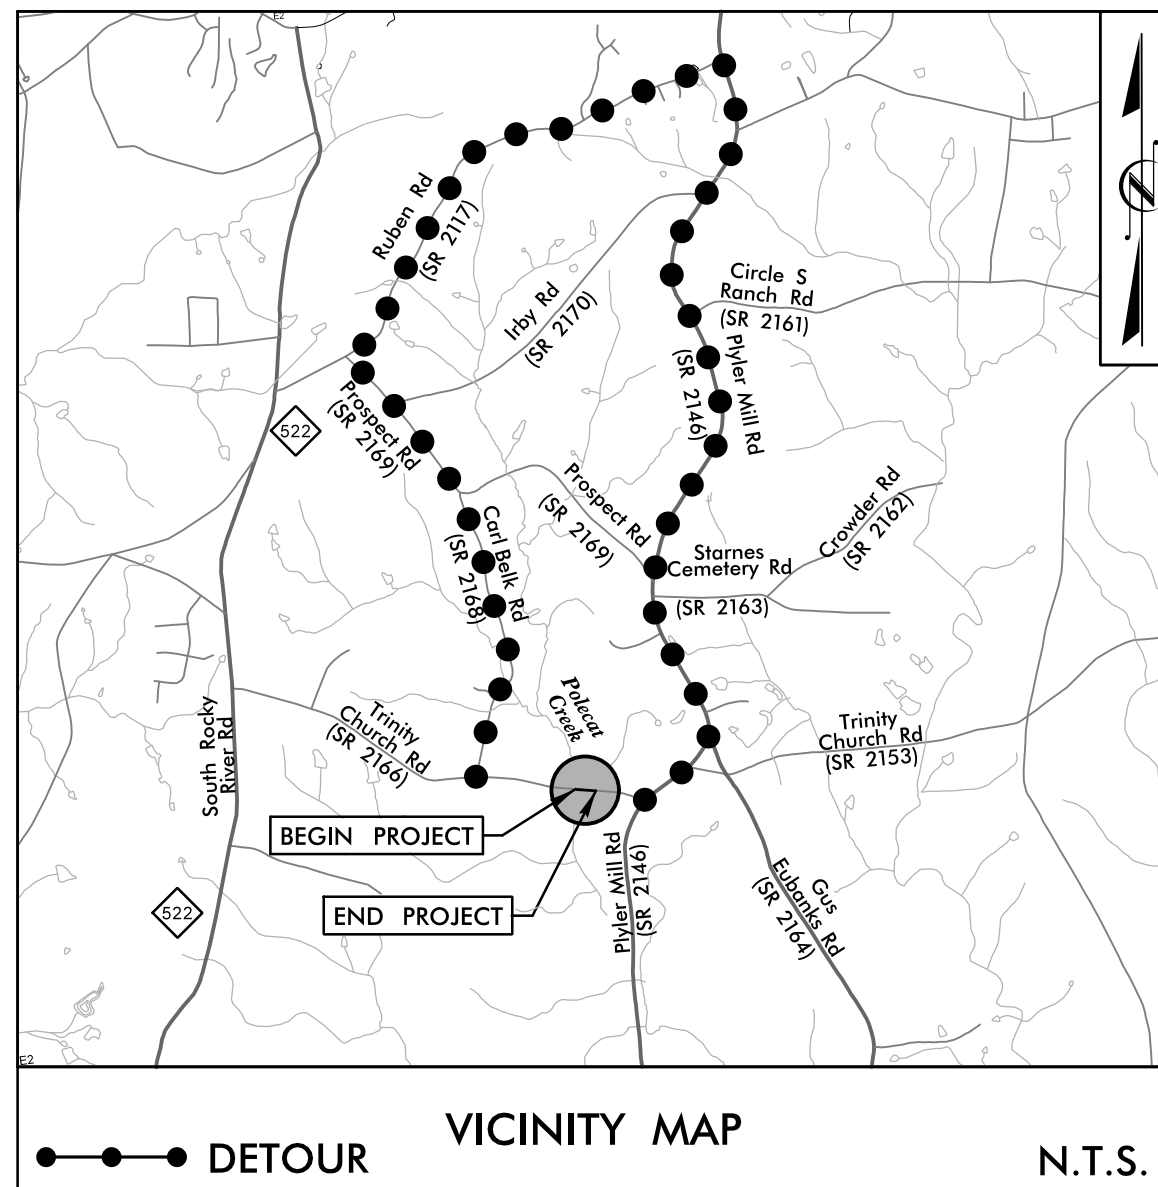 E2
Ruben Rd
(SR 2117)
Circle S
Ranch Rd
(SR 2161)
Irby Rd
(SR 2170)
Plyler Mill Rd
(SR 2146)
Prospect Rd
(SR 2169)
522
Prospect Rd
(SR 2169)
Crowder Rd
(SR 2162)
Carl Belk Rd
(SR 2168)
Starnes
Cemetery Rd
(SR 2163)
Polecat
Creek
Trinity
Church Rd
(SR 2166)
South Rocky
River Rd
Trinity
Church Rd
(SR 2153)
BEGIN PROJECT
END PROJECT
Plyler Mill Rd
(SR 2146)
Gus
Eubanks Rd
(SR 2164)
522
E2
N
VICINITY MAP
DETOUR
N.T.S.